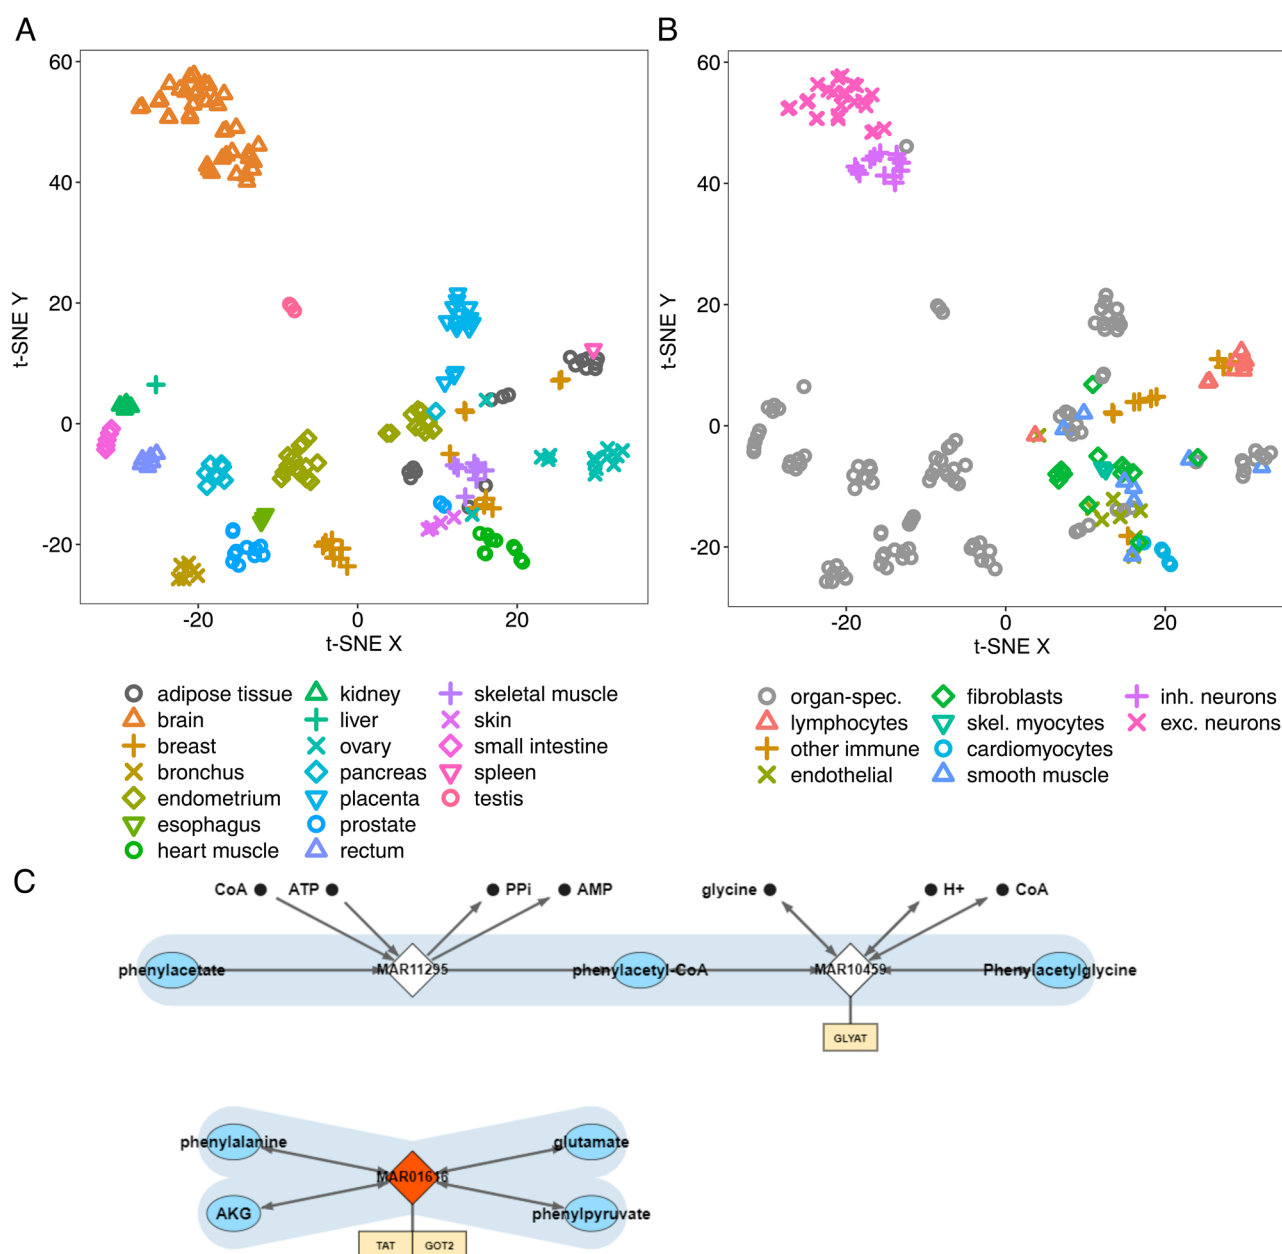 A
B
60
40
20
0
-20
t-SNE Y
-20
0
20
t-SNE X
60
40
20
0
-20
t-SNE Y
-20
0
20
t-SNE X
adipose tissue
brain
breast
bronchus
endometrium
esophagus
heart muscle
kidney
liver
ovary
pancreas
placenta
prostate
rectum
skeletal muscle
skin
small intestine
spleen
testis
organ-spec.
lymphocytes
other immune
endothelial
fibroblasts
skel. myocytes
cardiomyocytes
smooth muscle
inh. neurons
exc. neurons
C
CoA
ATP
PPi
AMP
glycine
H+
CoA
phenylacetate
MAR11295
phenylacetyl-CoA
MAR10459
Phenylacetylglycine
GLYAT
phenylalanine
glutamate
MAR01616
AKG
phenylpyruvate
TAT
GOT2